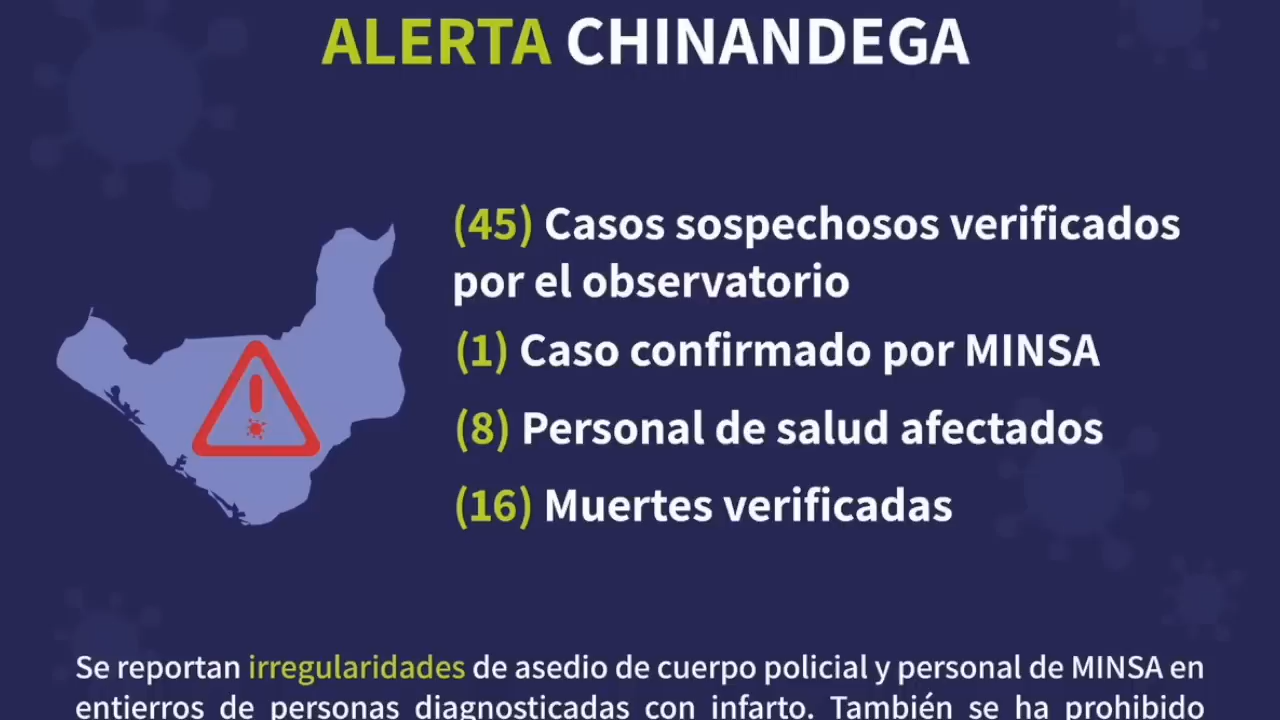 ALERTA CHINANDEGA
(45) Casos sospechosos verificados
por el observatorio
(1) Caso confirmado por MINSA
(8) Personal de salud afectados
(16) Muertes verificadas
Se reportan irregularidades de asedio de cuerpo policial y personal de MINSA en
entierros de personas diagnosticadas con infarto. También se ha prohibido